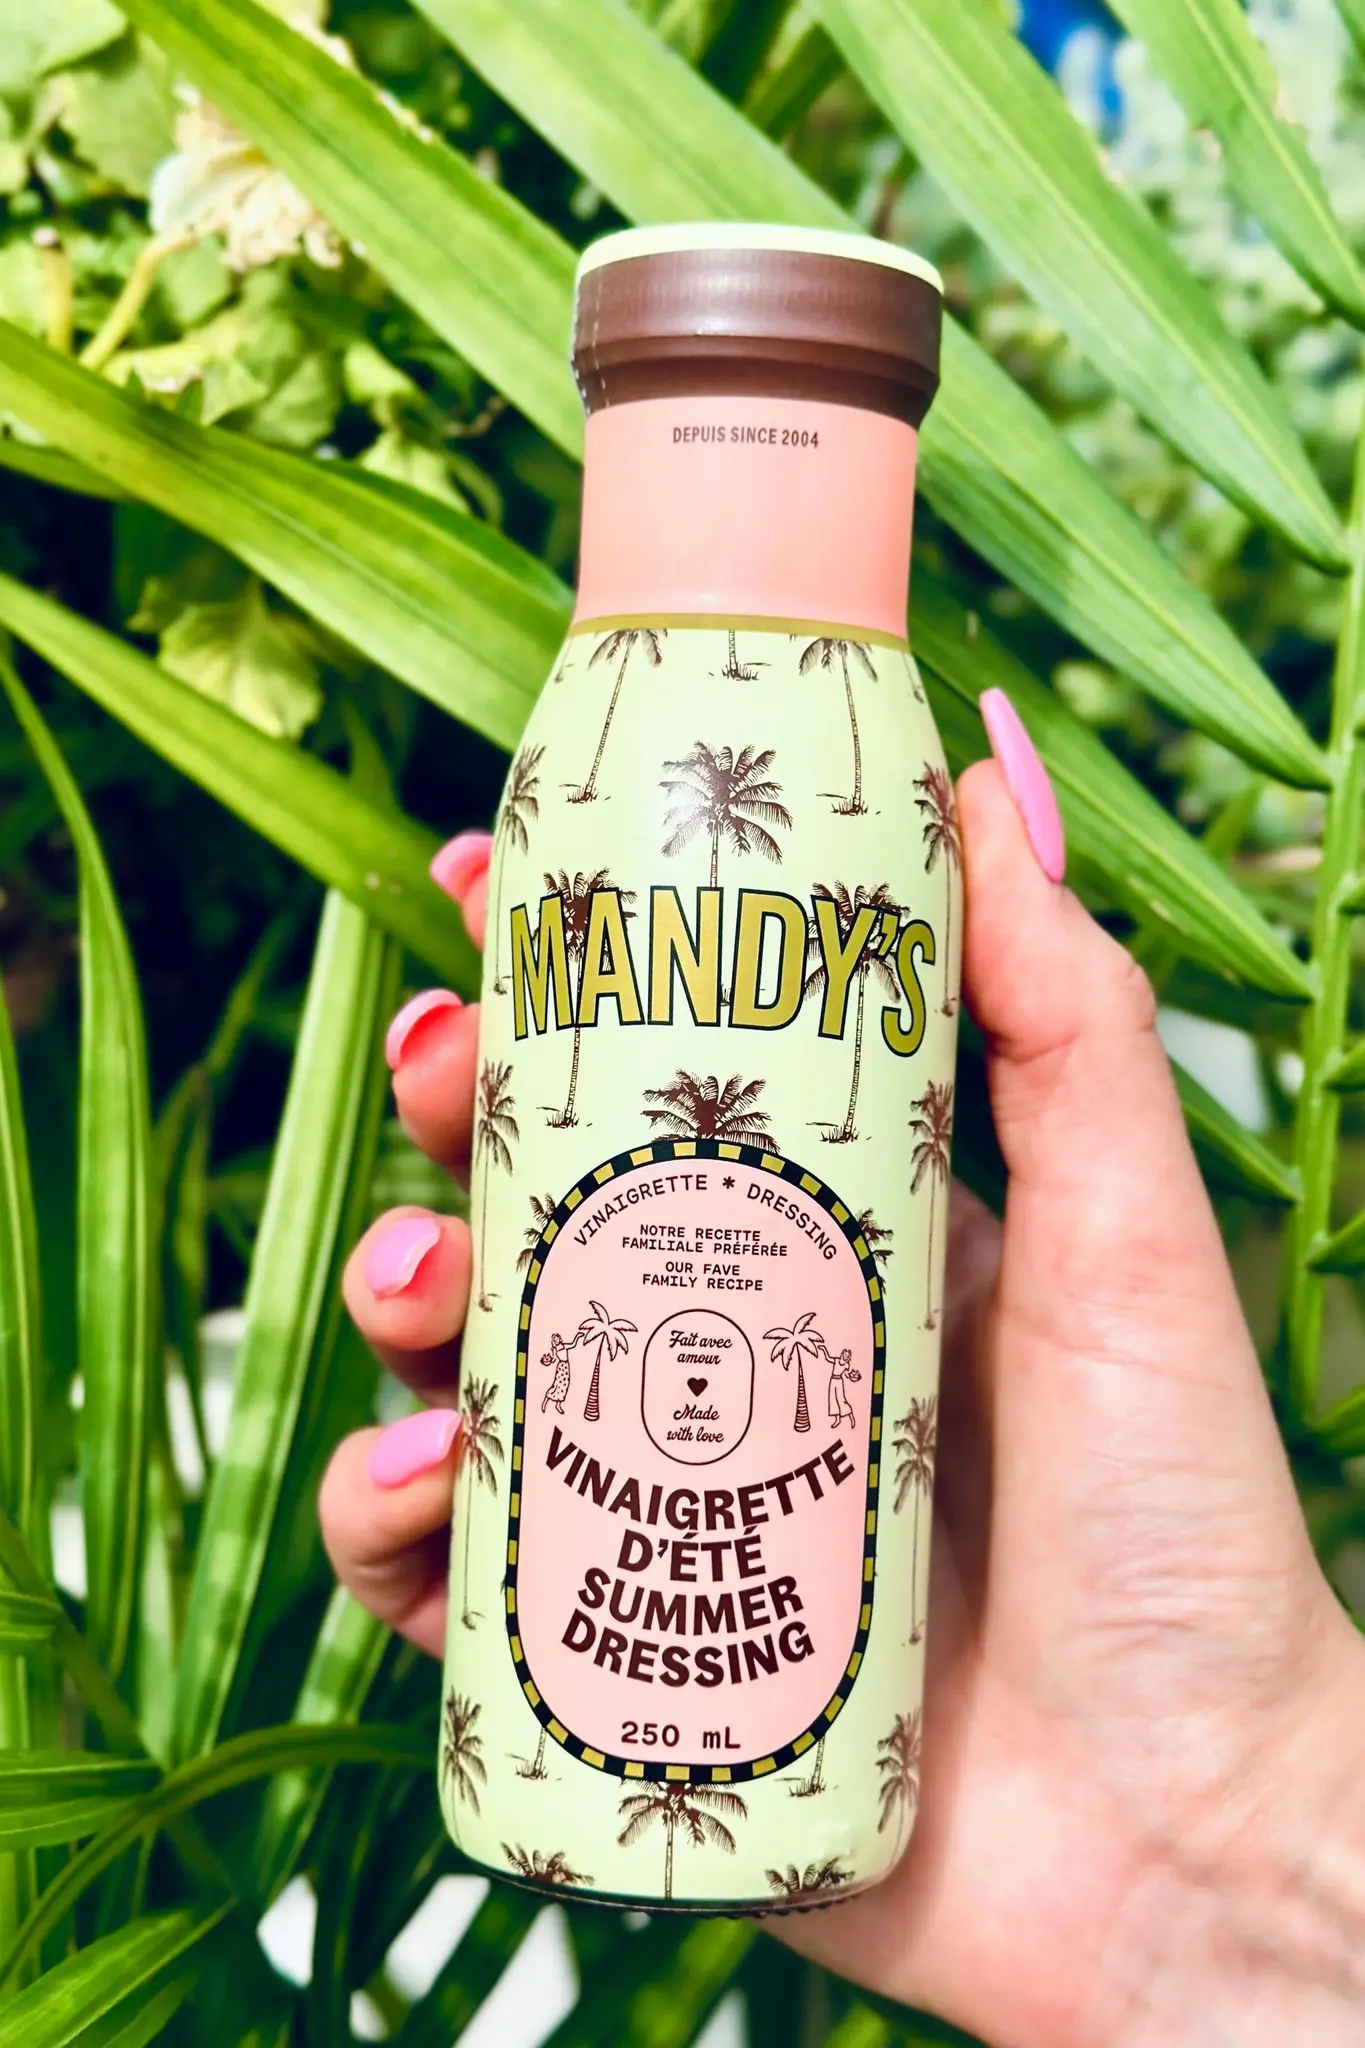 DEPUIS SINCE 2004
MANDY'S
VINAIGRETTE * DRESSING
NOTRE RECETTE
FAMILIALE PRÉFÉRÉE
OUR FAVE
FAMILY RECIPE
Fait avec
amour
Made
with love
VINAIGRETTE
D'ÉTÉ
SUMMER
DRESSING
250 mL